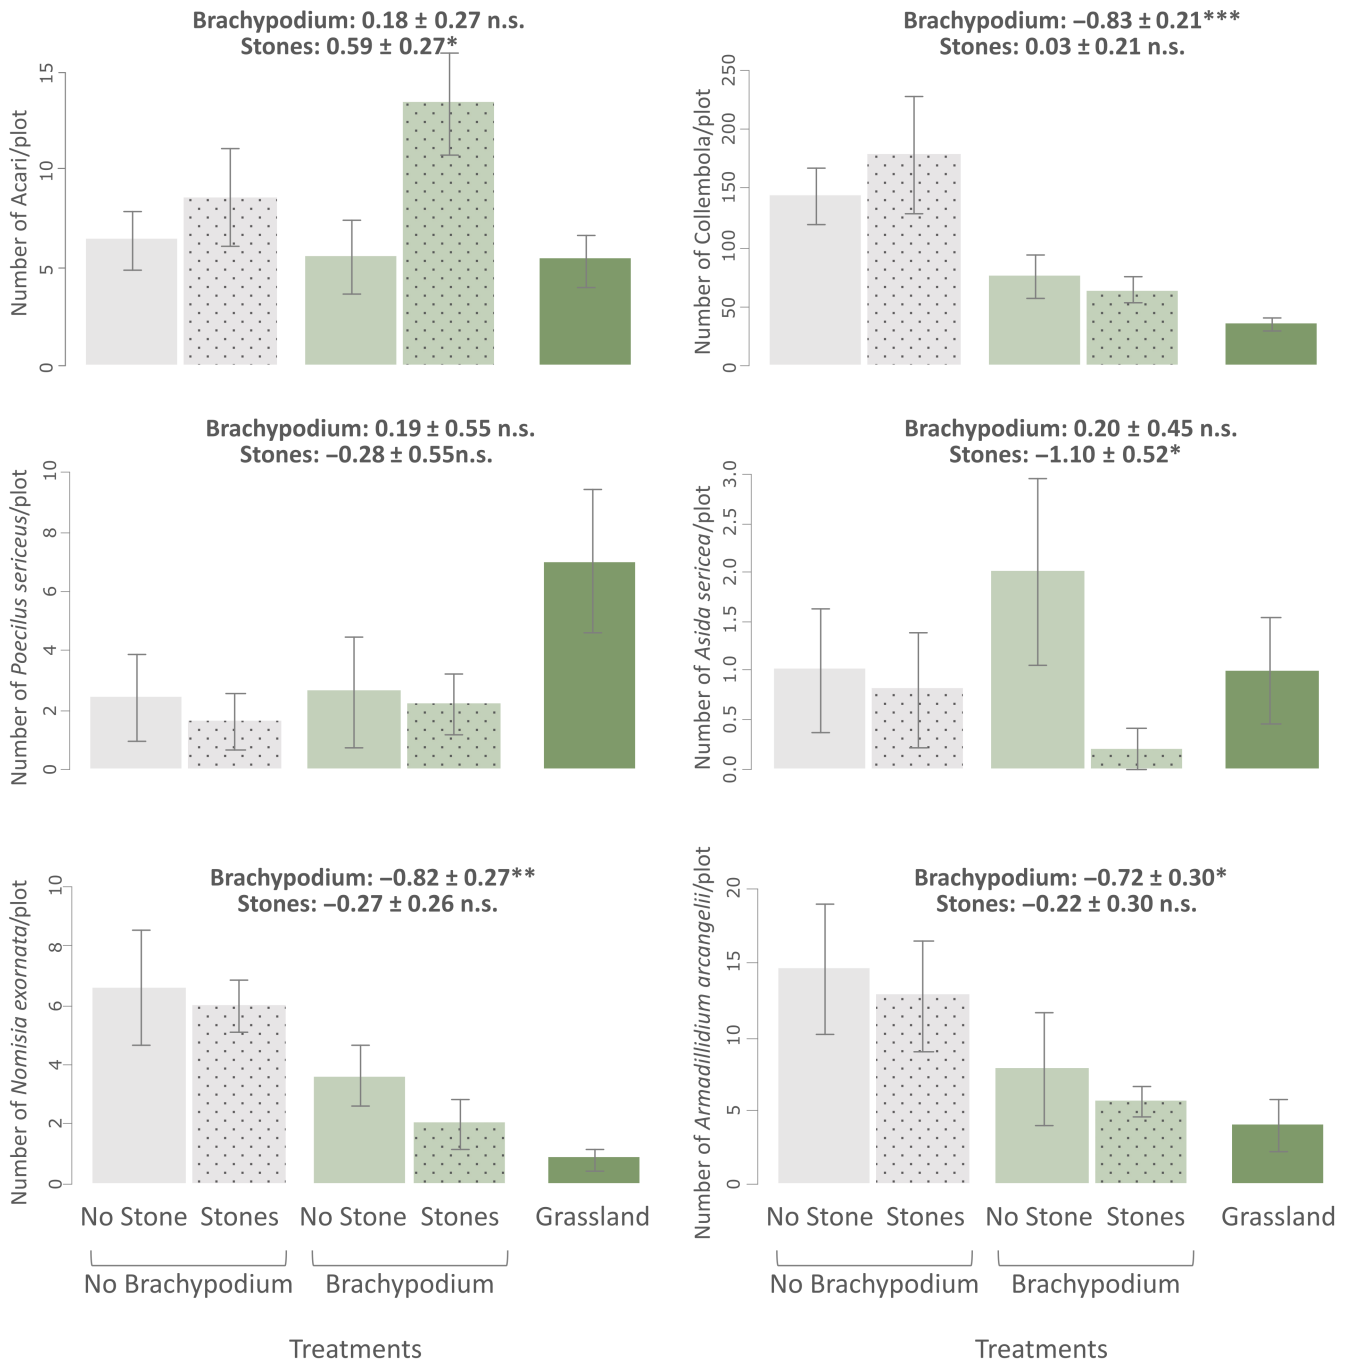 Brachypodium: 0.18 ± 0.27 n.s.
Stones: 0.59 ± 0.27*
Number of Acari/plot
15
10
5
0
Brachypodium: −0.83 ± 0.21***
Stones: 0.03 ± 0.21 n.s.
Number of Collembola/plot
250
200
150
100
50
0
Brachypodium: 0.19 ± 0.55 n.s.
Stones: −0.28 ± 0.55n.s.
Number of Poecilus sericeus/plot
10
8
6
4
2
0
Brachypodium: 0.20 ± 0.45 n.s.
Stones: −1.10 ± 0.52*
Number of Asida sericea/plot
3.0
2.5
2.0
1.5
1.0
0.5
0.0
Brachypodium: −0.82 ± 0.27**
Stones: −0.27 ± 0.26 n.s.
Number of Nomisia exornata/plot
10
8
6
4
2
0
No Stone Stones No Stone Stones Grassland
No Brachypodium Brachypodium
Treatments
Brachypodium: −0.72 ± 0.30*
Stones: −0.22 ± 0.30 n.s.
Number of Armadillidium arcangelii/plot
20
15
10
5
0
No Stone Stones No Stone Stones Grassland
No Brachypodium Brachypodium
Treatments